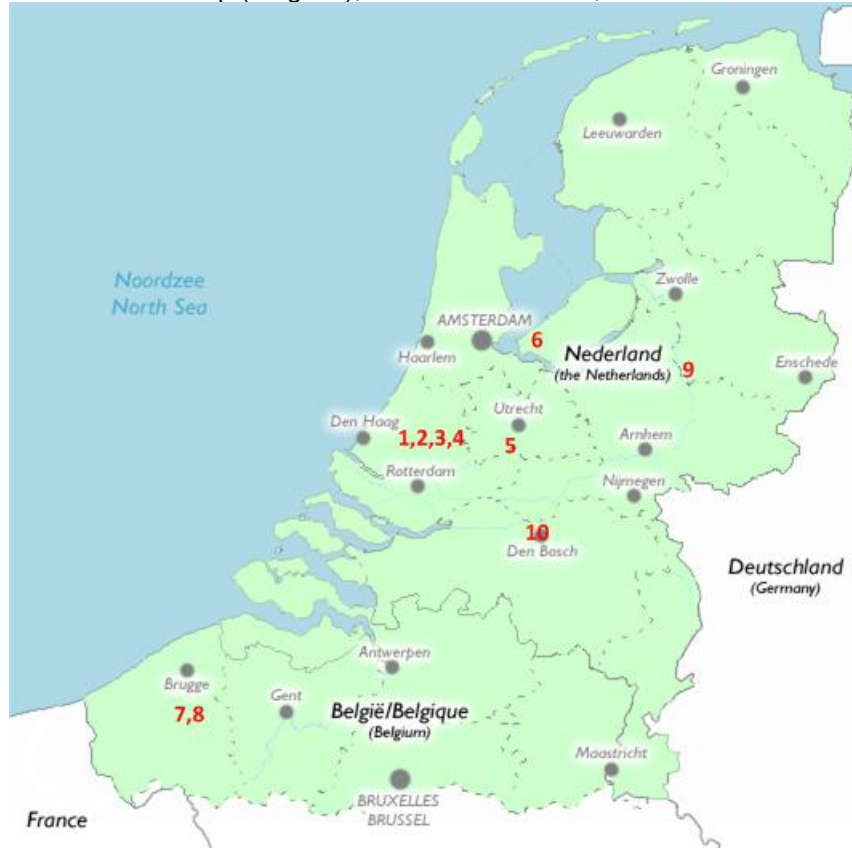 Groningen
Leeuwarden
Noordzee
North Sea
Zwolle
AMSTERDAM
6
Haarlem
Nederland
(the Netherlands)
9
Enschede
Den Haag
1,2,3,4
Utrecht
5
Arnhem
Rotterdam
Nijmegen
10
Den Bosch
Deutschland
(Germany)
Antwerpen
Brugge
7,8
Gent
België/Belgique
(Belgium)
Maastricht
BRUXELLES
BRUSSEL
France